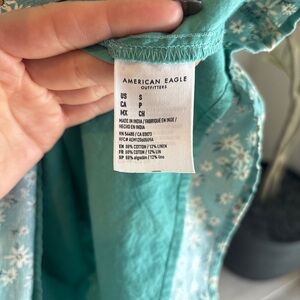 AMERICAN EAGLE
OUTFITTERS
US S
CA P
MX CH
MADE IN INDIA / FABRIQUÉ EN INDE /
HECHO EN INDIA
EN 88% COTTON / 12% LINEN
FR 88% COTON / 12% LIN
SP 88% algodón / 12% lino